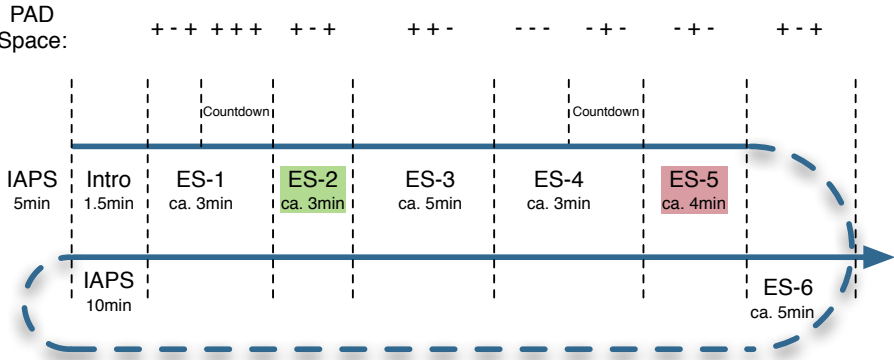 PAD
Space:
+ - + + + + + - + + + - - - - - + - - + - + - +
Countdown Countdown
IAPS Intro ES-1 ES-2 ES-3 ES-4 ES-5
5min 1.5min ca. 3min ca. 3min ca. 5min ca. 3min ca. 4min
IAPS ES-6
10min ca. 5min